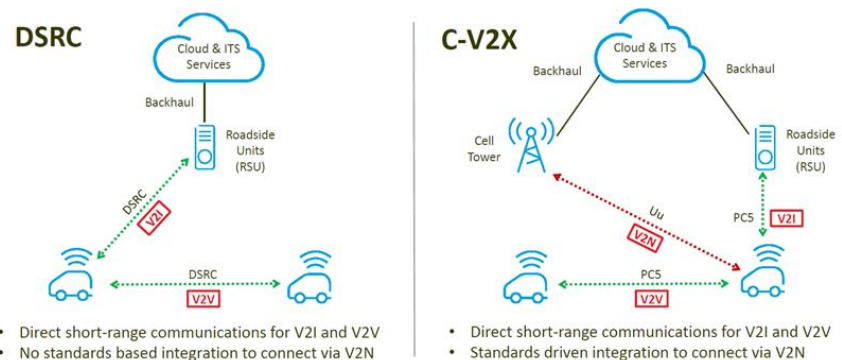 DSRC
Cloud & ITS
Services
Backhaul
Roadside
Units
(RSU)
DSRC
V2I
DSRC
V2V
• Direct short-range communications for V2I and V2V
• No standards based integration to connect via V2N
C-V2X
Cloud & ITS
Services
Backhaul
Backhaul
Cell
Tower
Roadside
Units
(RSU)
Uu
V2N
PC5
V2I
PC5
V2V
• Direct short-range communications for V2I and V2V
• Standards driven integration to connect via V2N